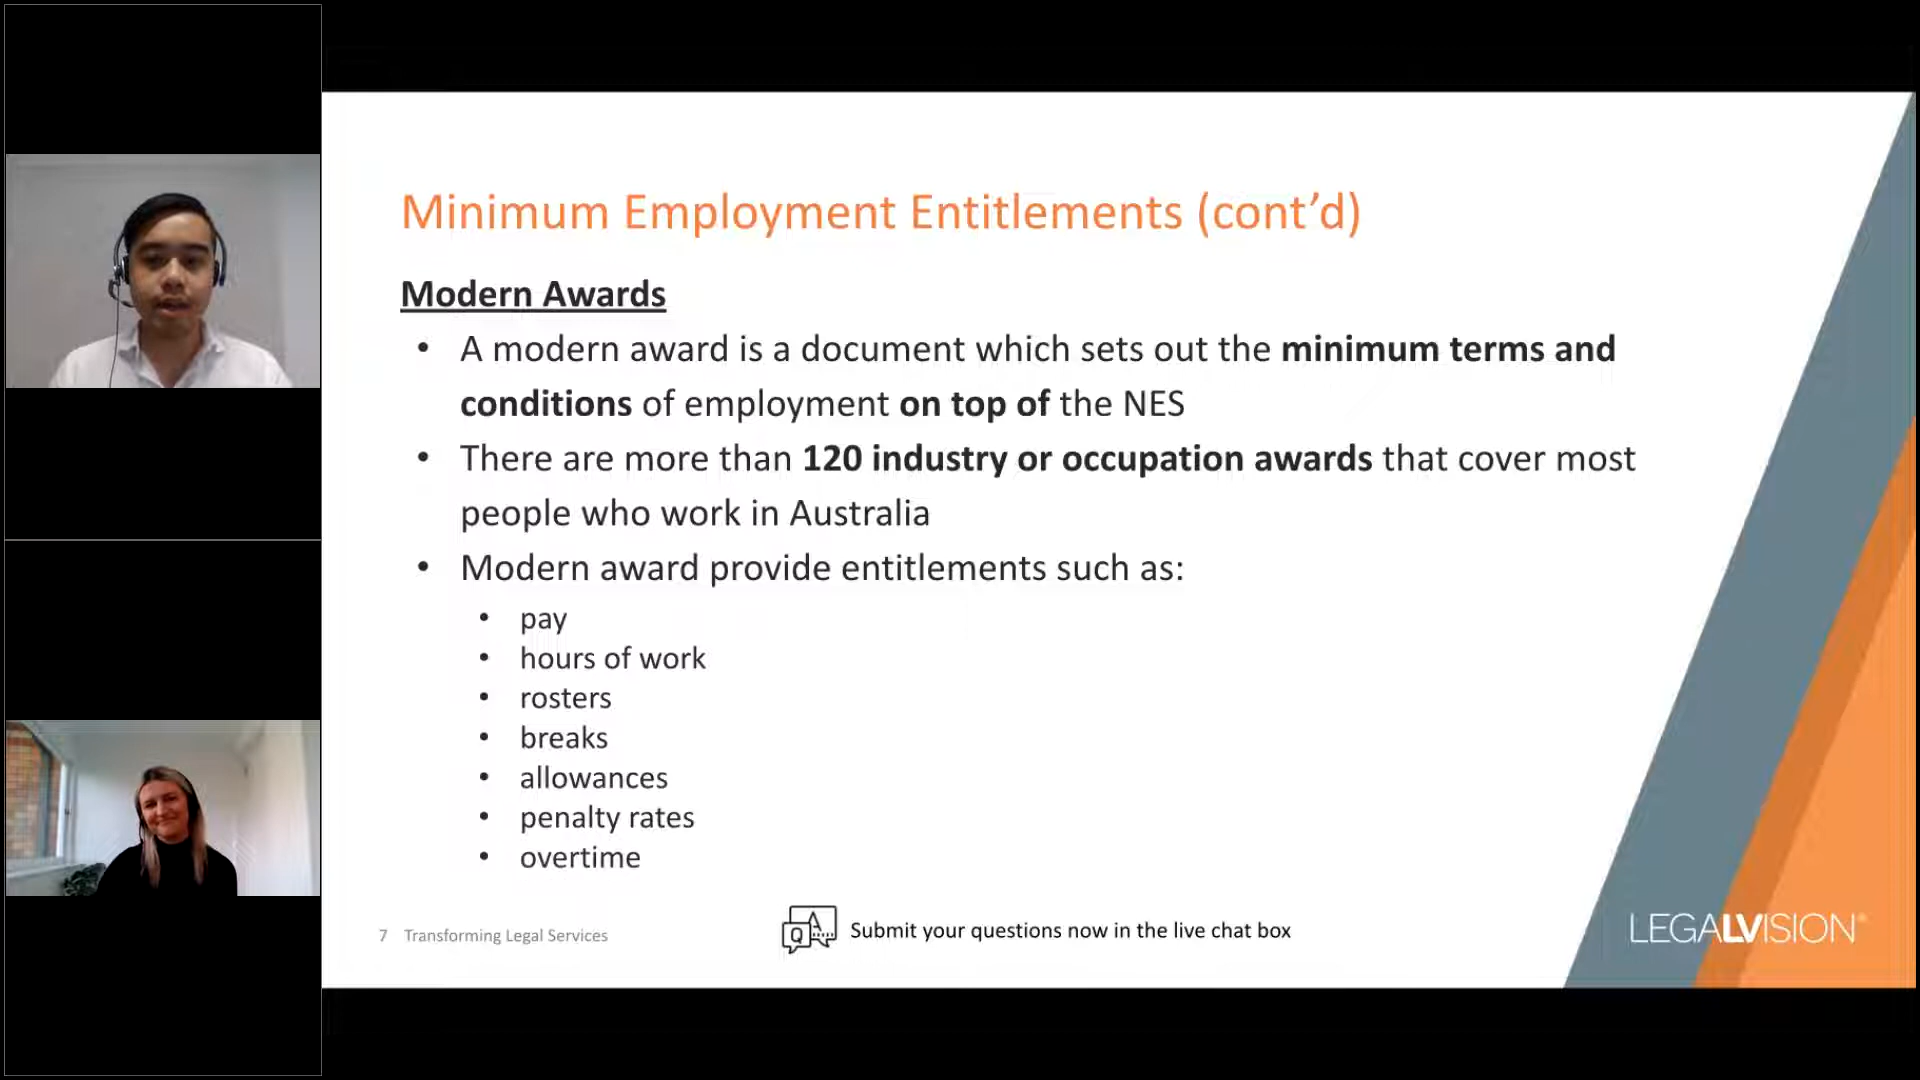 Minimum Employment Entitlements (cont’d)
Modern Awards
• A modern award is a document which sets out the minimum terms and
conditions of employment on top of the NES
• There are more than 120 industry or occupation awards that cover most
people who work in Australia
• Modern award provide entitlements such as:
• pay
• hours of work
• rosters
• breaks
• allowances
• penalty rates
• overtime
7 Transforming Legal Services
Q A Submit your questions now in the live chat box
LEGALVISION®